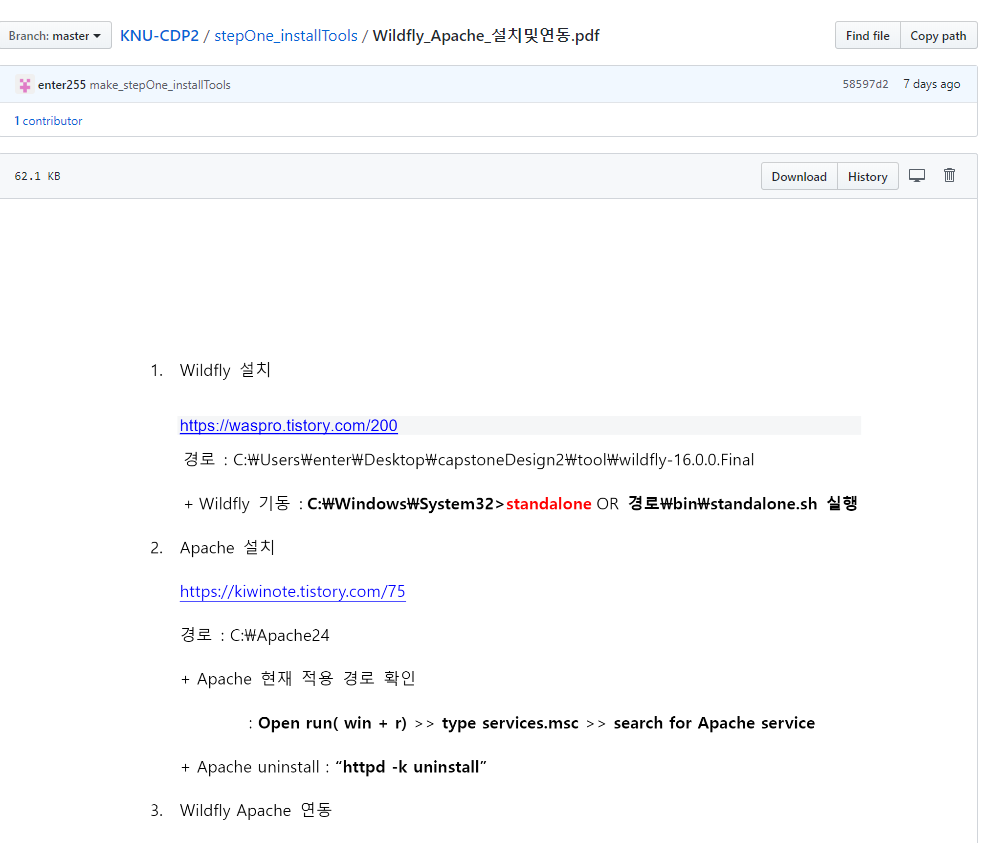 Branch: master KNU-CDP2 / stepOne_installTools / Wildfly_Apache_설치및연동.pdf Find file Copy path
enter255 make_stepOne_installTools 58597d2 7 days ago
1 contributor
62.1 KB Download History
1. Wildfly 설치
https://waspro.tistory.com/200
경로 : C:₩Users₩enter₩Desktop₩capstoneDesign2₩tool₩wildfly-16.0.0.Final
+ Wildfly 기동 : C:₩Windows₩System32>standalone OR 경로₩bin₩standalone.sh 실행
2. Apache 설치
https://kiwinote.tistory.com/75
경로 : C:₩Apache24
+ Apache 현재 적용 경로 확인
: Open run( win + r) >> type services.msc >> search for Apache service
+ Apache uninstall : “httpd -k uninstall”
3. Wildfly Apache 연동